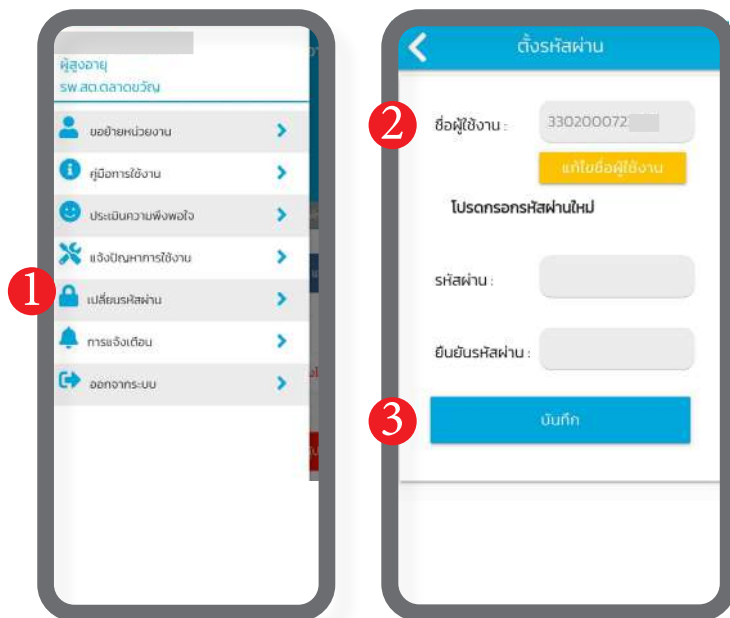 ผู้สูงอายุ
รพ.สต.ตลาดขวัญ
ขอย้ายหน่วยงาน
คู่มือการใช้งาน
ประเมินความพึงพอใจ
แจ้งปัญหาการใช้งาน
1
เปลี่ยนรหัสผ่าน
การแจ้งเตือน
ออกจากระบบ
ตั้งรหัสผ่าน
2
ชื่อผู้ใช้งาน : 330200072
แก้ไขชื่อผู้ใช้งาน
โปรดกรอกรหัสผ่านใหม่
รหัสผ่าน :
ยืนยันรหัสผ่าน :
3
บันทึก